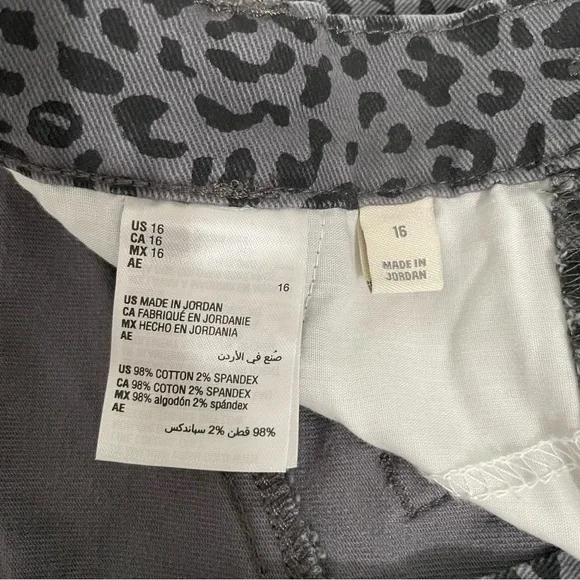 US 16
CA 16
MX 16
AE
16
US MADE IN JORDAN
CA FABRIQUÉ EN JORDANIE
MX HECHO EN JORDANIA
AE
صُنع في الأردن
US 98% COTTON 2% SPANDEX
CA 98% COTON 2% SPANDEX
MX 98% algodón 2% spándex
AE
98% قطن 2% سباندكس
16
MADE IN
JORDAN